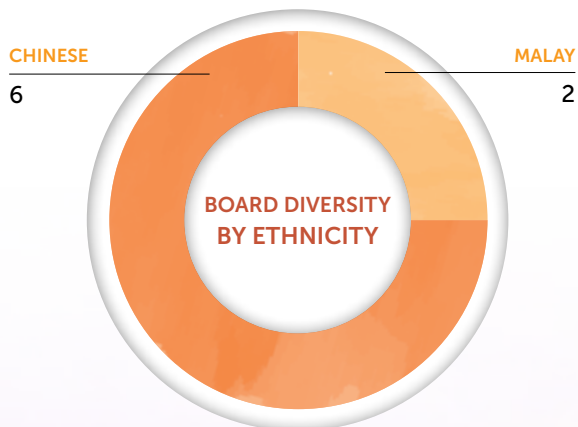 CHINESE
6
MALAY
2
BOARD DIVERSITY
BY ETHNICITY